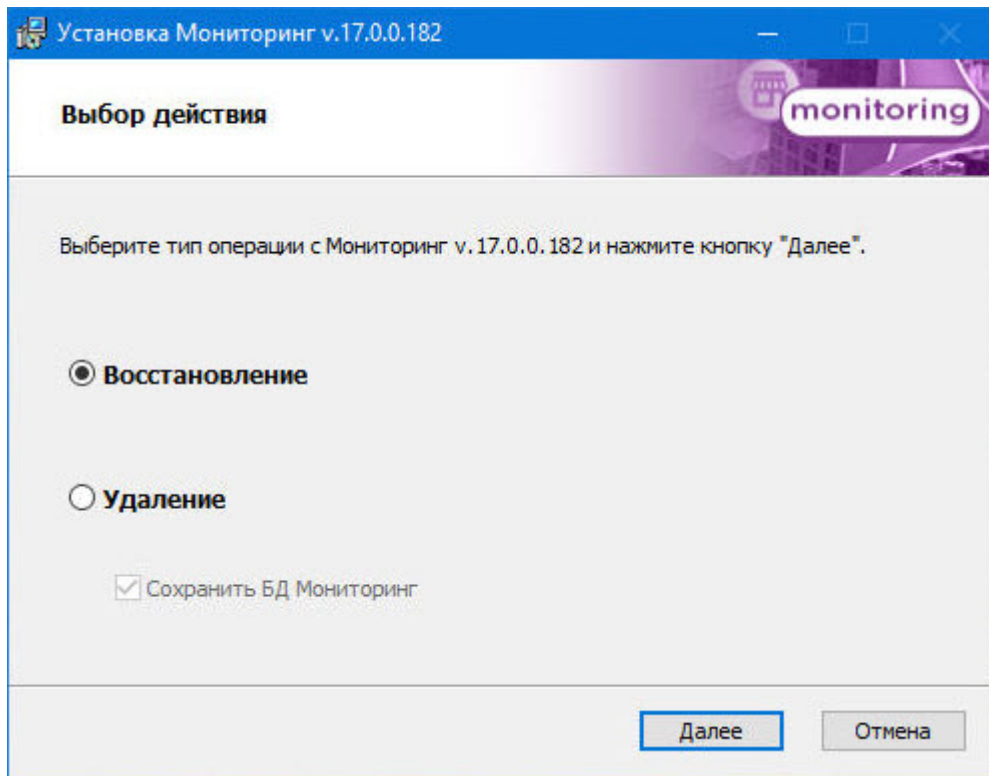 Установка Мониторинг v.17.0.0.182
Выбор действия
monitoring
Выберите тип операции с Мониторинг v.17.0.0.182 и нажмите кнопку "Далее".
Восстановление
Удаление
Сохранить БД Мониторинг
Далее
Отмена